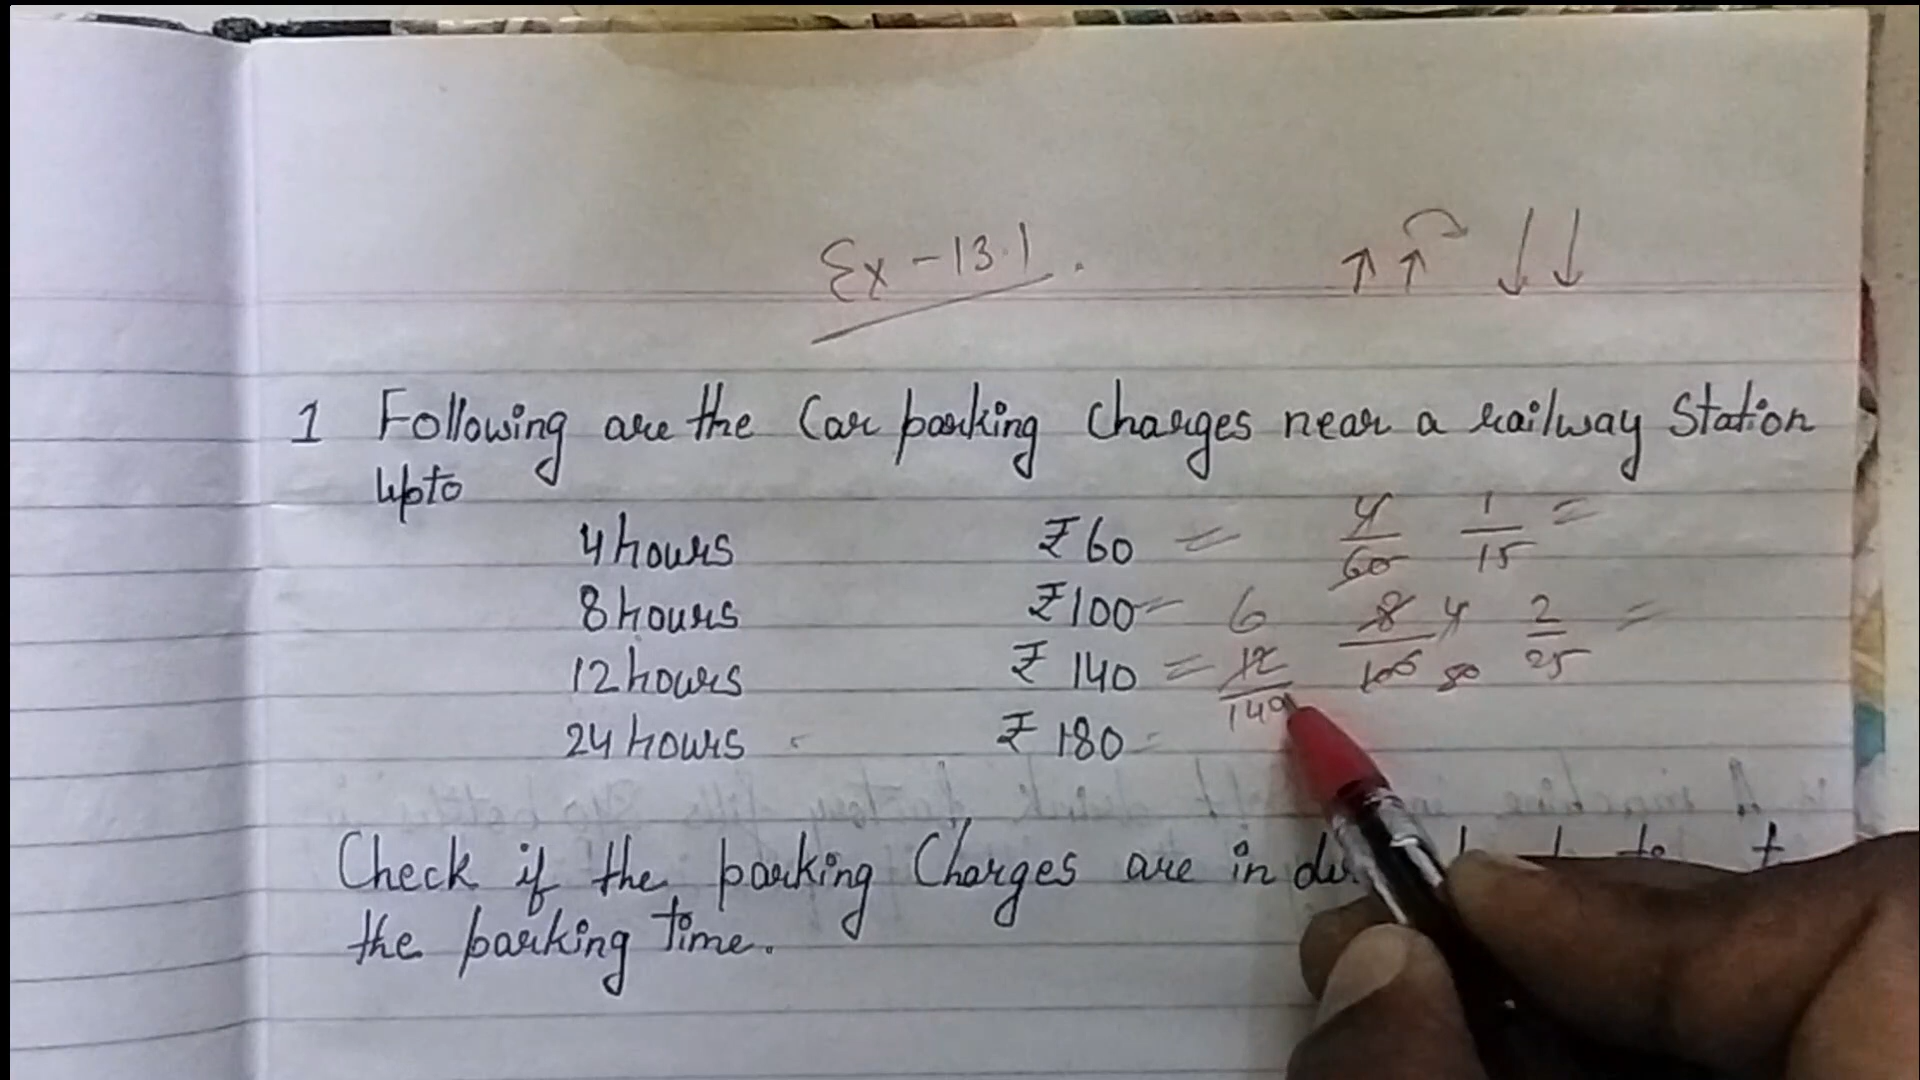 Ex - 13.1.
1 Following are the Car parking Charges near a railway Station
upto
4 hours ₹ 60 = 4/60 1/15 =
8 hours ₹ 100 = 8/100 4/50 2/25 =
12 hours ₹ 140 = 12/140 6
24 hours ₹ 180
Check if the parking Charges are in
the parking time.